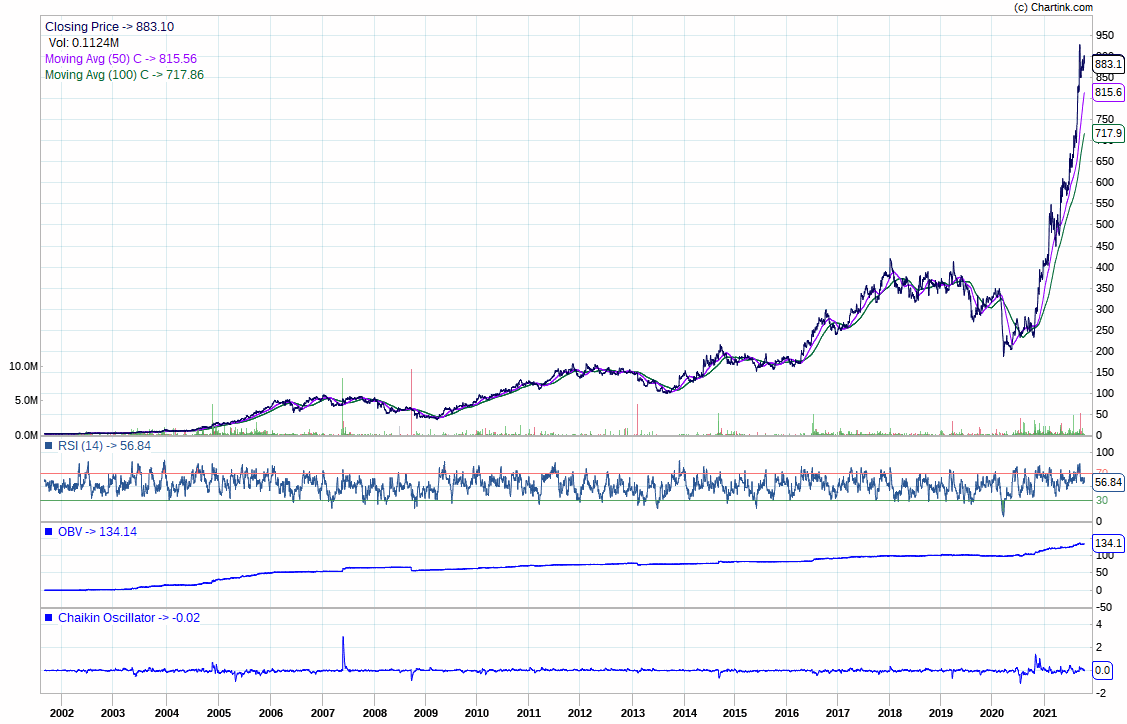 (c) Chartink.com
Closing Price -> 883.10
Vol: 0.1124M
Moving Avg (50) C -> 815.56
Moving Avg (100) C -> 717.86
950
883.1
850
815.6
750
717.9
650
600
550
500
450
400
350
300
250
200
150
100
50
0
10.0M
5.0M
0.0M
RSI (14) -> 56.84
100
70
56.84
30
0
OBV -> 134.14
134.1
100
50
0
-50
Chaikin Oscillator -> -0.02
4
2
0.0
-2
2002 2003 2004 2005 2006 2007 2008 2009 2010 2011 2012 2013 2014 2015 2016 2017 2018 2019 2020 2021